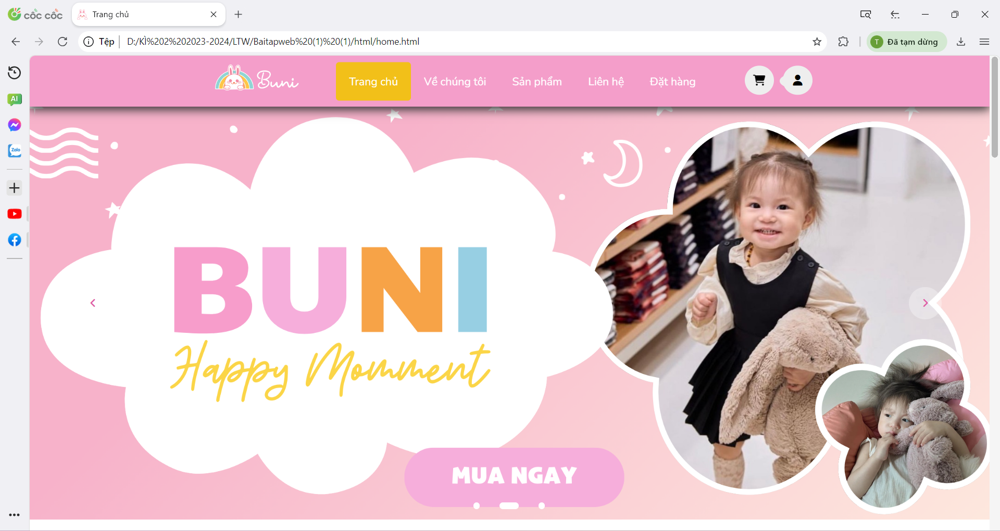 cốc cốc
Trang chủ
Tệp
D:/KÌ%202%202023-2024/LTW/Baitapweb%20(1)%20(1)/html/home.html
T
Đã tạm dừng
AI
Zalo
Buni
Trang chủ
Về chúng tôi
Sản phẩm
Liên hệ
Đặt hàng
BUNI
Happy Momment
MUA NGAY